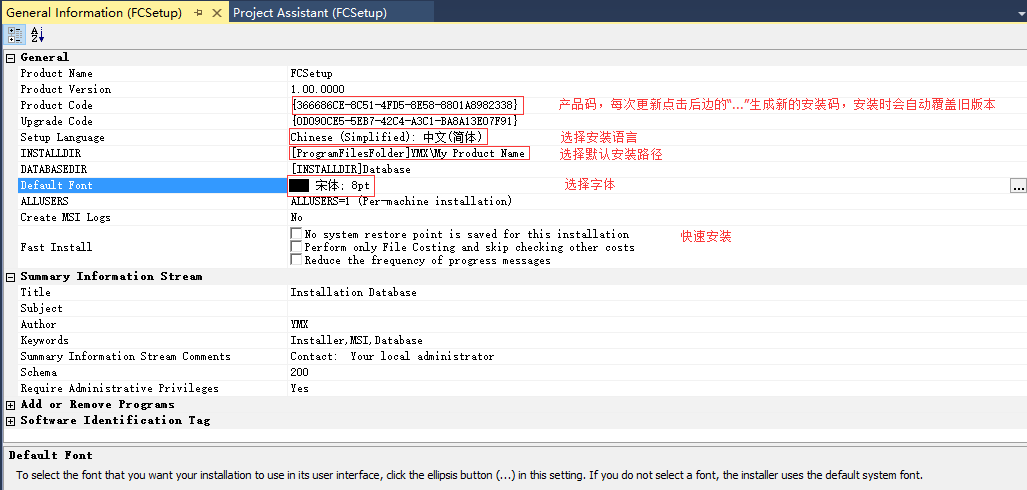 General Information (FCSetup)
Project Assistant (FCSetup)
General
Product Name FCSetup
Product Version 1.00.0000
Product Code {366686CE-8C51-4FD5-8E58-8801A8982338} 产品码，每次更新点击后边的“...”生成新的安装码，安装时会自动覆盖旧版本
Upgrade Code {0D090CE5-5EB7-42C4-A3C1-BA8A13E07F91}
Setup Language Chinese (Simplified): 中文(简体) 选择安装语言
INSTALLDIR [ProgramFilesFolder]YMX\My Product Name 选择默认安装路径
DATABASEDIR [INSTALLDIR]Database
Default Font 宋体: 8pt 选择字体 ...
ALLUSERS ALLUSERS=1 (Per-machine installation)
Create MSI Logs No
No system restore point is saved for this installation 快速安装
Fast Install Perform only File Costing and skip checking other costs
Reduce the frequency of progress messages
Summary Information Stream
Title Installation Database
Subject
Author YMX
Keywords Installer,MSI,Database
Summary Information Stream Comments Contact: Your local administrator
Schema 200
Require Administrative Privileges Yes
Add or Remove Programs
Software Identification Tag
Default Font
To select the font that you want your installation to use in its user interface, click the ellipsis button (...) in this setting. If you do not select a font, the installer uses the default system font.